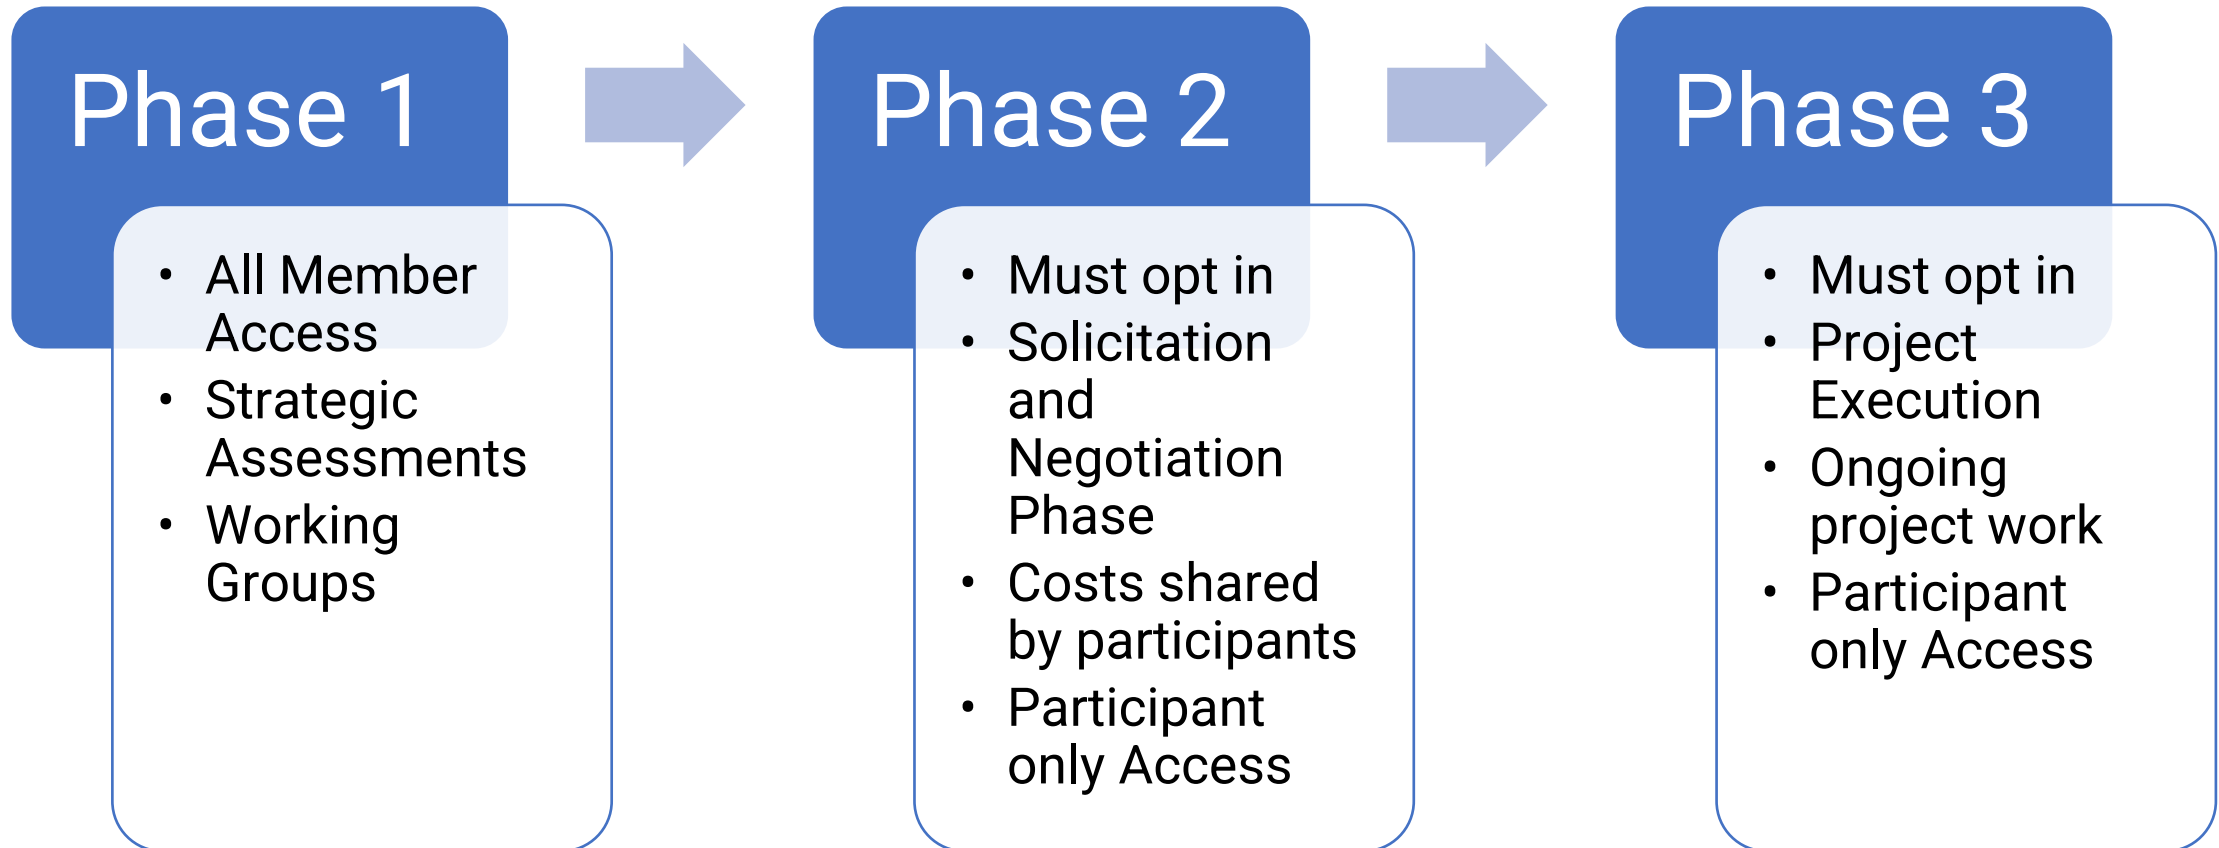 Phase 1
• All Member
Access
• Strategic
Assessments
• Working
Groups
Phase 2
• Must opt in
• Solicitation
and
Negotiation
Phase
• Costs shared
by participants
• Participant
only Access
Phase 3
• Must opt in
• Project
Execution
• Ongoing
project work
• Participant
only Access